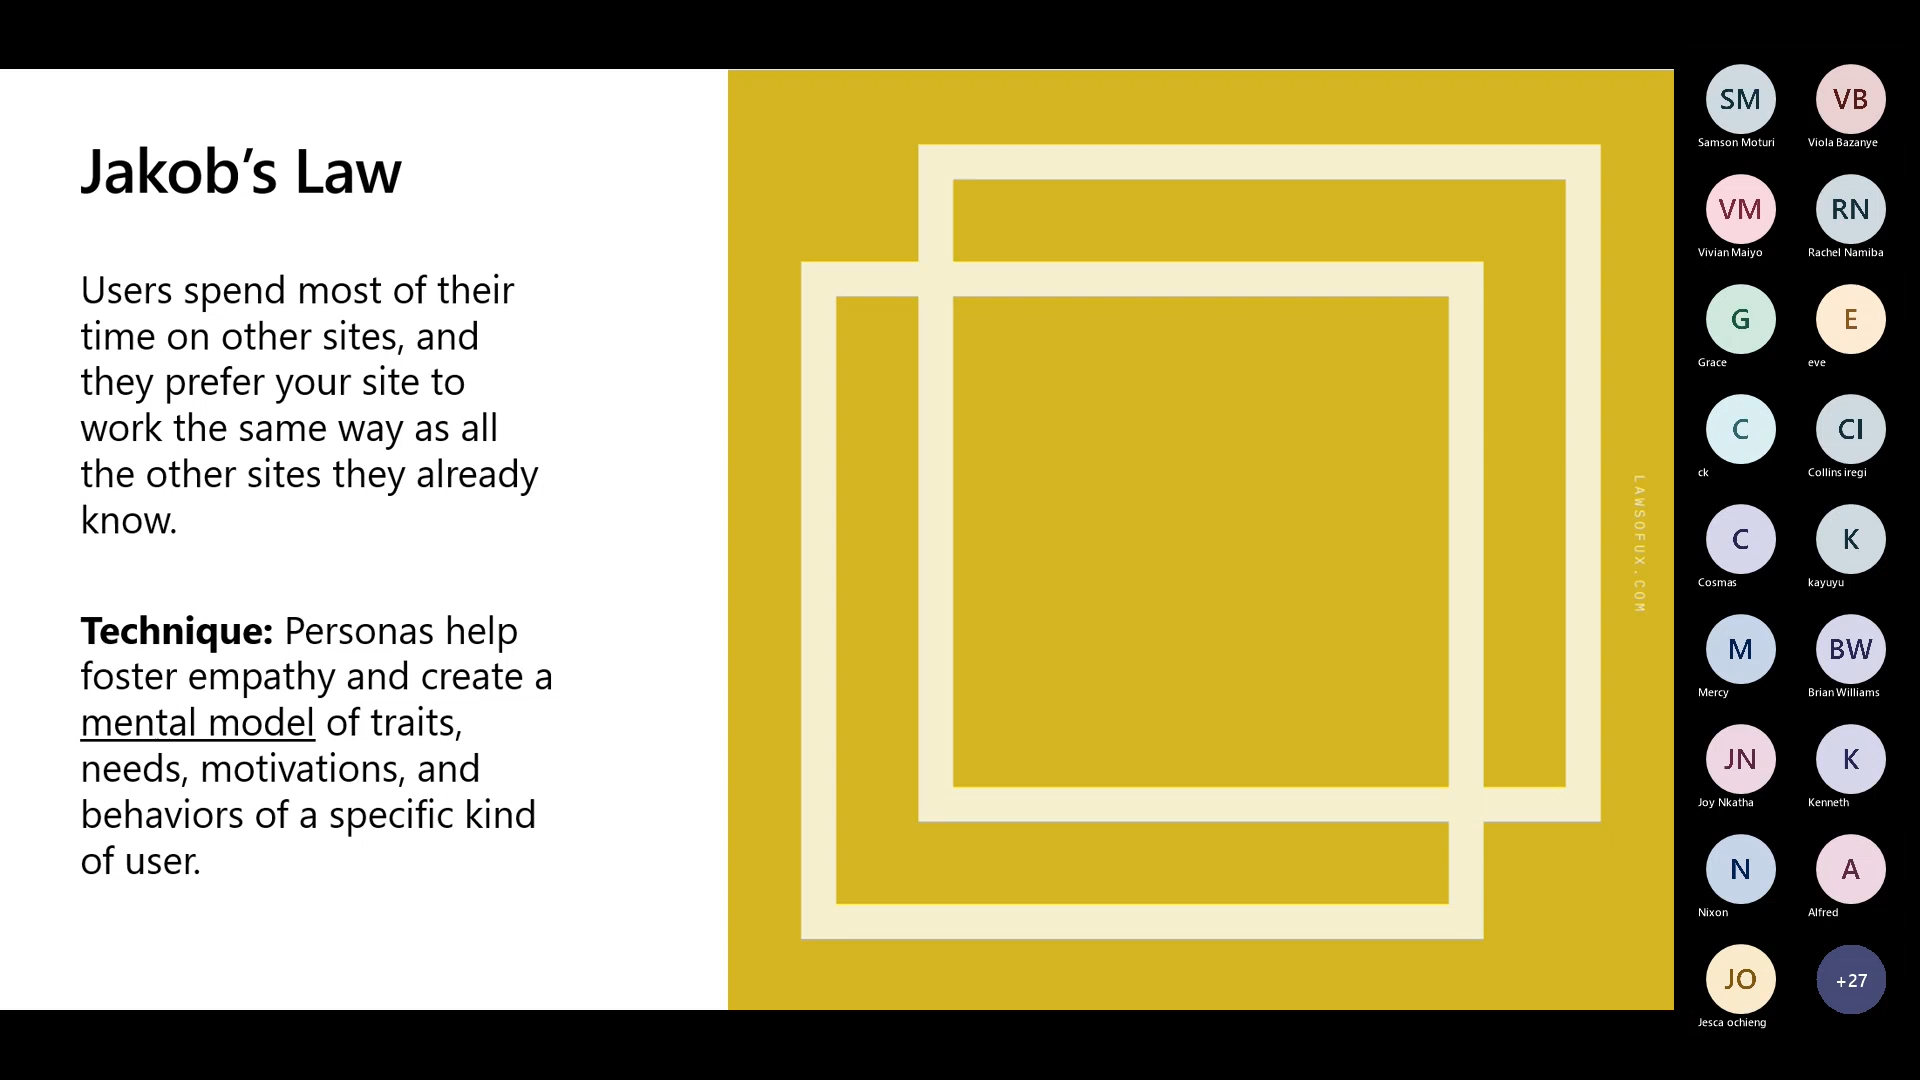 Jakob’s Law
Users spend most of their
time on other sites, and
they prefer your site to
work the same way as all
the other sites they already
know.
Technique: Personas help
foster empathy and create a
mental model of traits,
needs, motivations, and
behaviors of a specific kind
of user.
LAWSOFUX.COM
SM
Samson Moturi
VB
Viola Bazanye
VM
Vivian Maiyo
RN
Rachel Namiba
G
Grace
E
eve
C
ck
CI
Collins iregi
C
Cosmas
K
kayuyu
M
Mercy
BW
Brian Williams
JN
Joy Nkatha
K
Kenneth
N
Nixon
A
Alfred
JO
Jesca ochieng
+27